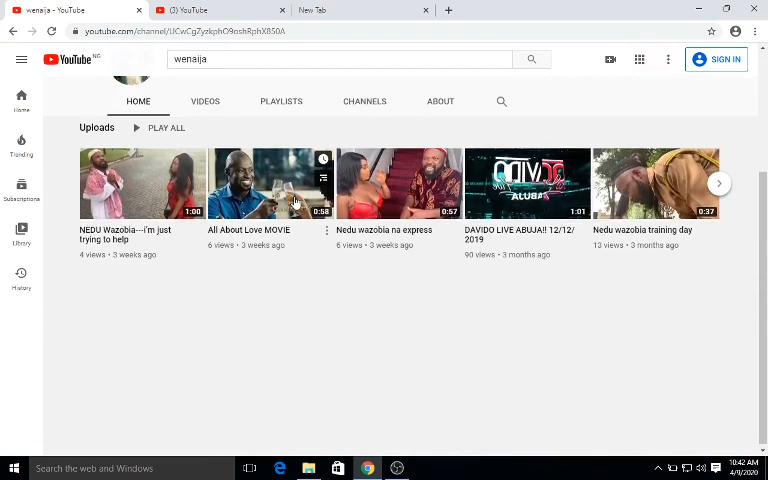 wenaija - YouTube
(3) YouTube
New Tab
youtube.com/channel/UCwCgZyzkphO9oshRphX850A
YouTube NG
wenaija
SIGN IN
HOME
VIDEOS
PLAYLISTS
CHANNELS
ABOUT
Home
Trending
Subscriptions
Library
History
Uploads
PLAY ALL
1:00
0:58
0:57
DAVIDO
ALUBA
1:01
0:37
NEDU Wazobia---i'm just
trying to help
4 views • 3 weeks ago
All About Love MOVIE
6 views • 3 weeks ago
Nedu wazobia na express
6 views • 3 weeks ago
DAVIDO LIVE ABUJA!! 12/12/
2019
90 views • 3 months ago
Nedu wazobia training day
13 views • 3 months ago
Search the web and Windows
10:42 AM
4/9/2020